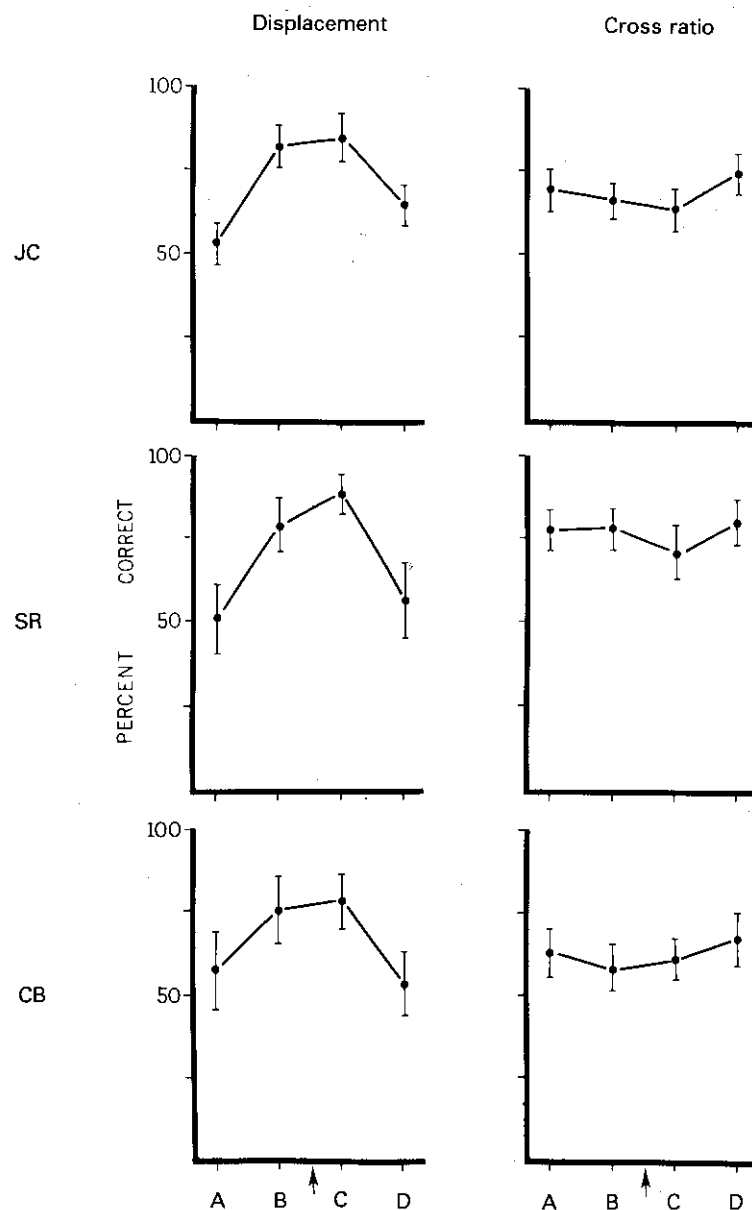 Displacement Cross ratio
100
50
JC
100
50
SR
PERCENT CORRECT
100
50
CB
A B C D A B C D